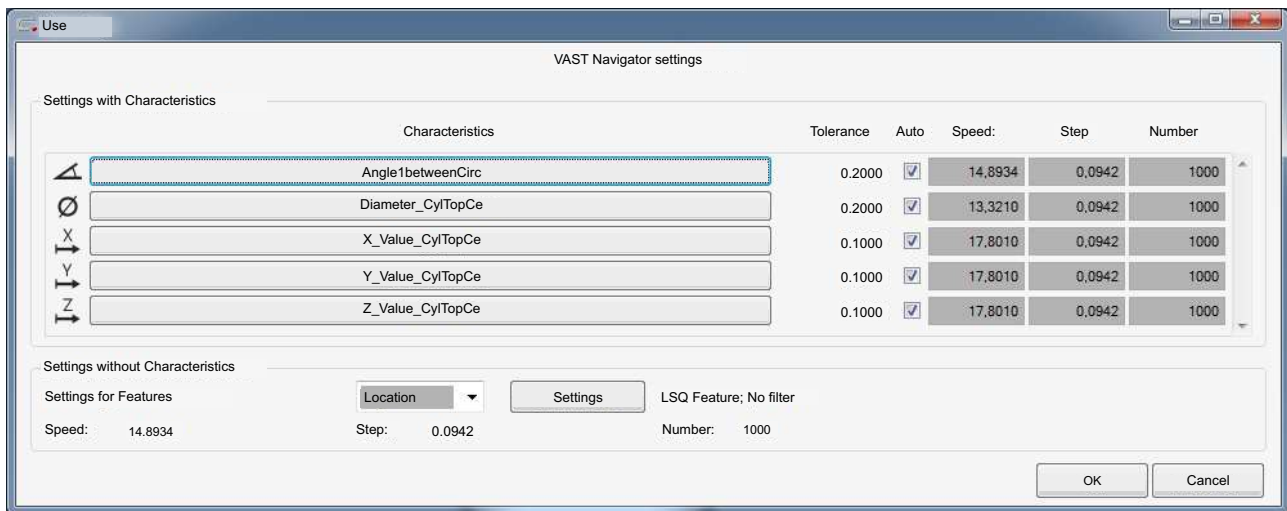 Use
VAST Navigator settings
Settings with Characteristics
Characteristics Tolerance Auto Speed: Step Number
Angle1betweenCirc 0.2000 14,8934 0,0942 1000
Ø Diameter_CylTopCe 0.2000 13,3210 0,0942 1000
X X_Value_CylTopCe 0.1000 17,8010 0,0942 1000
Y Y_Value_CylTopCe 0.1000 17,8010 0,0942 1000
Z Z_Value_CylTopCe 0.1000 17,8010 0,0942 1000
Settings without Characteristics
Settings for Features Location Settings LSQ Feature; No filter
Speed: 14.8934 Step: 0.0942 Number: 1000
OK Cancel